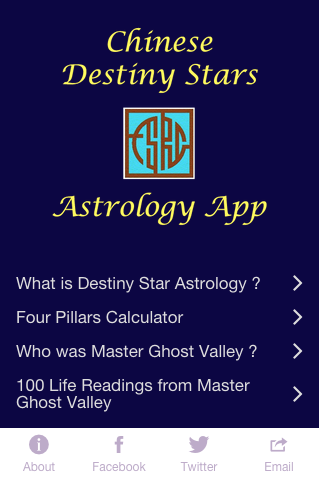 Chinese
Destiny Stars
FSRC
Astrology App
What is Destiny Star Astrology ?
Four Pillars Calculator
Who was Master Ghost Valley ?
100 Life Readings from Master
Ghost Valley
About
Facebook
Twitter
Email